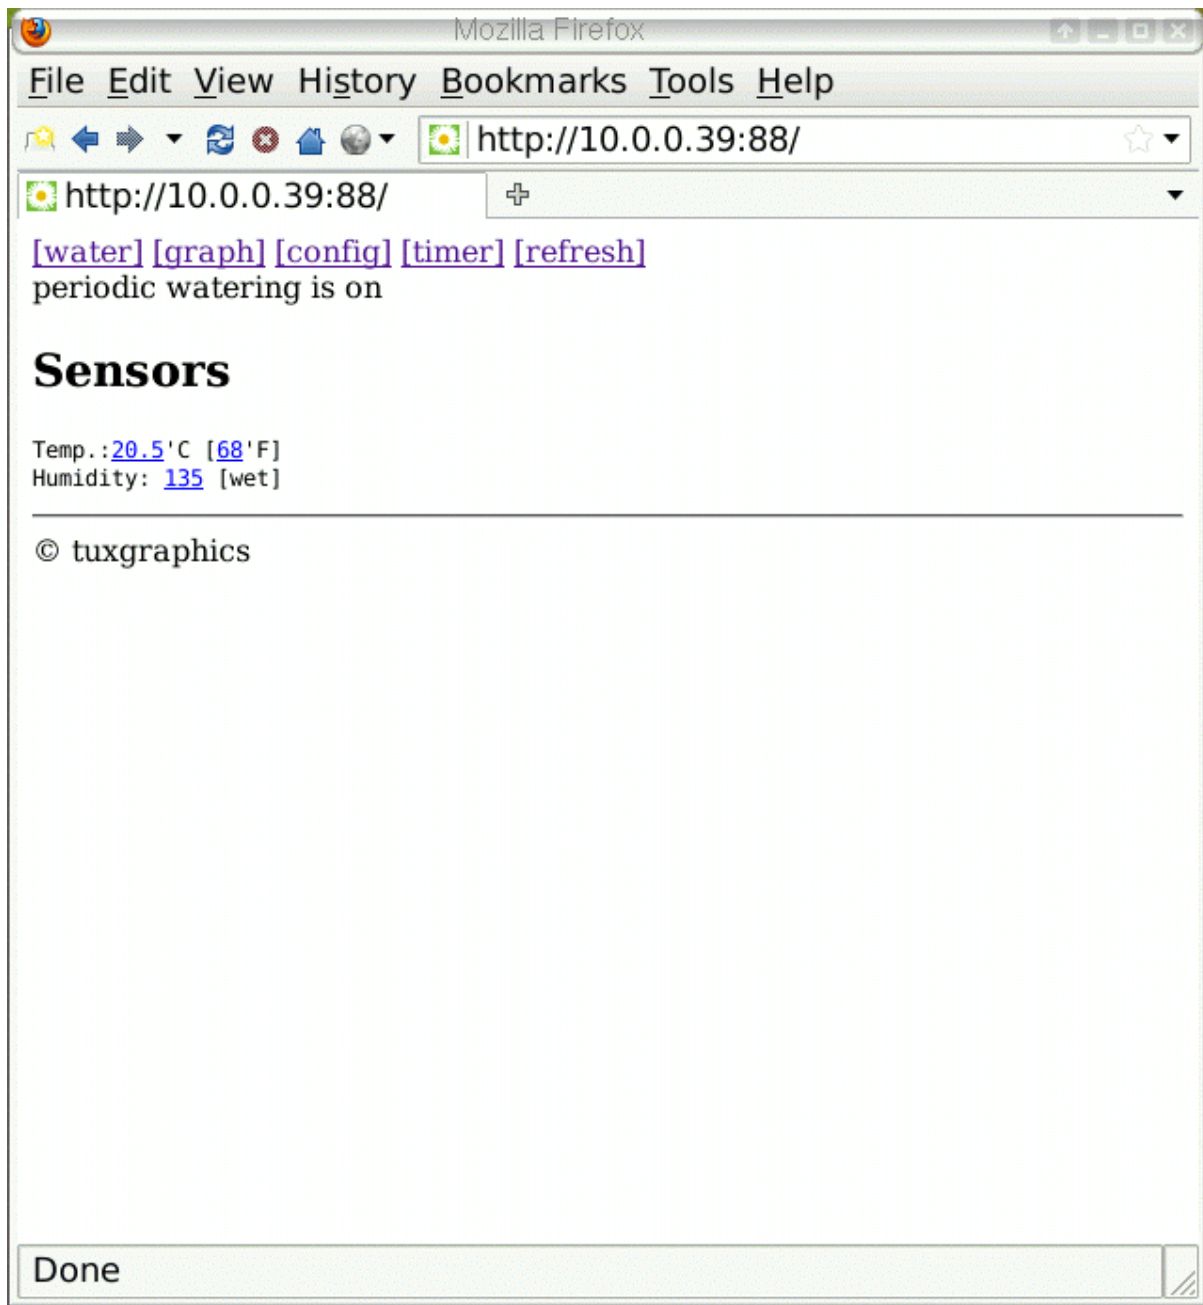 Mozilla Firefox
File Edit View History Bookmarks Tools Help
http://10.0.0.39:88/
http://10.0.0.39:88/
[water] [graph] [config] [timer] [refresh]
periodic watering is on
Sensors
Temp.:20.5'C [68'F]
Humidity: 135 [wet]
© tuxgraphics
Done